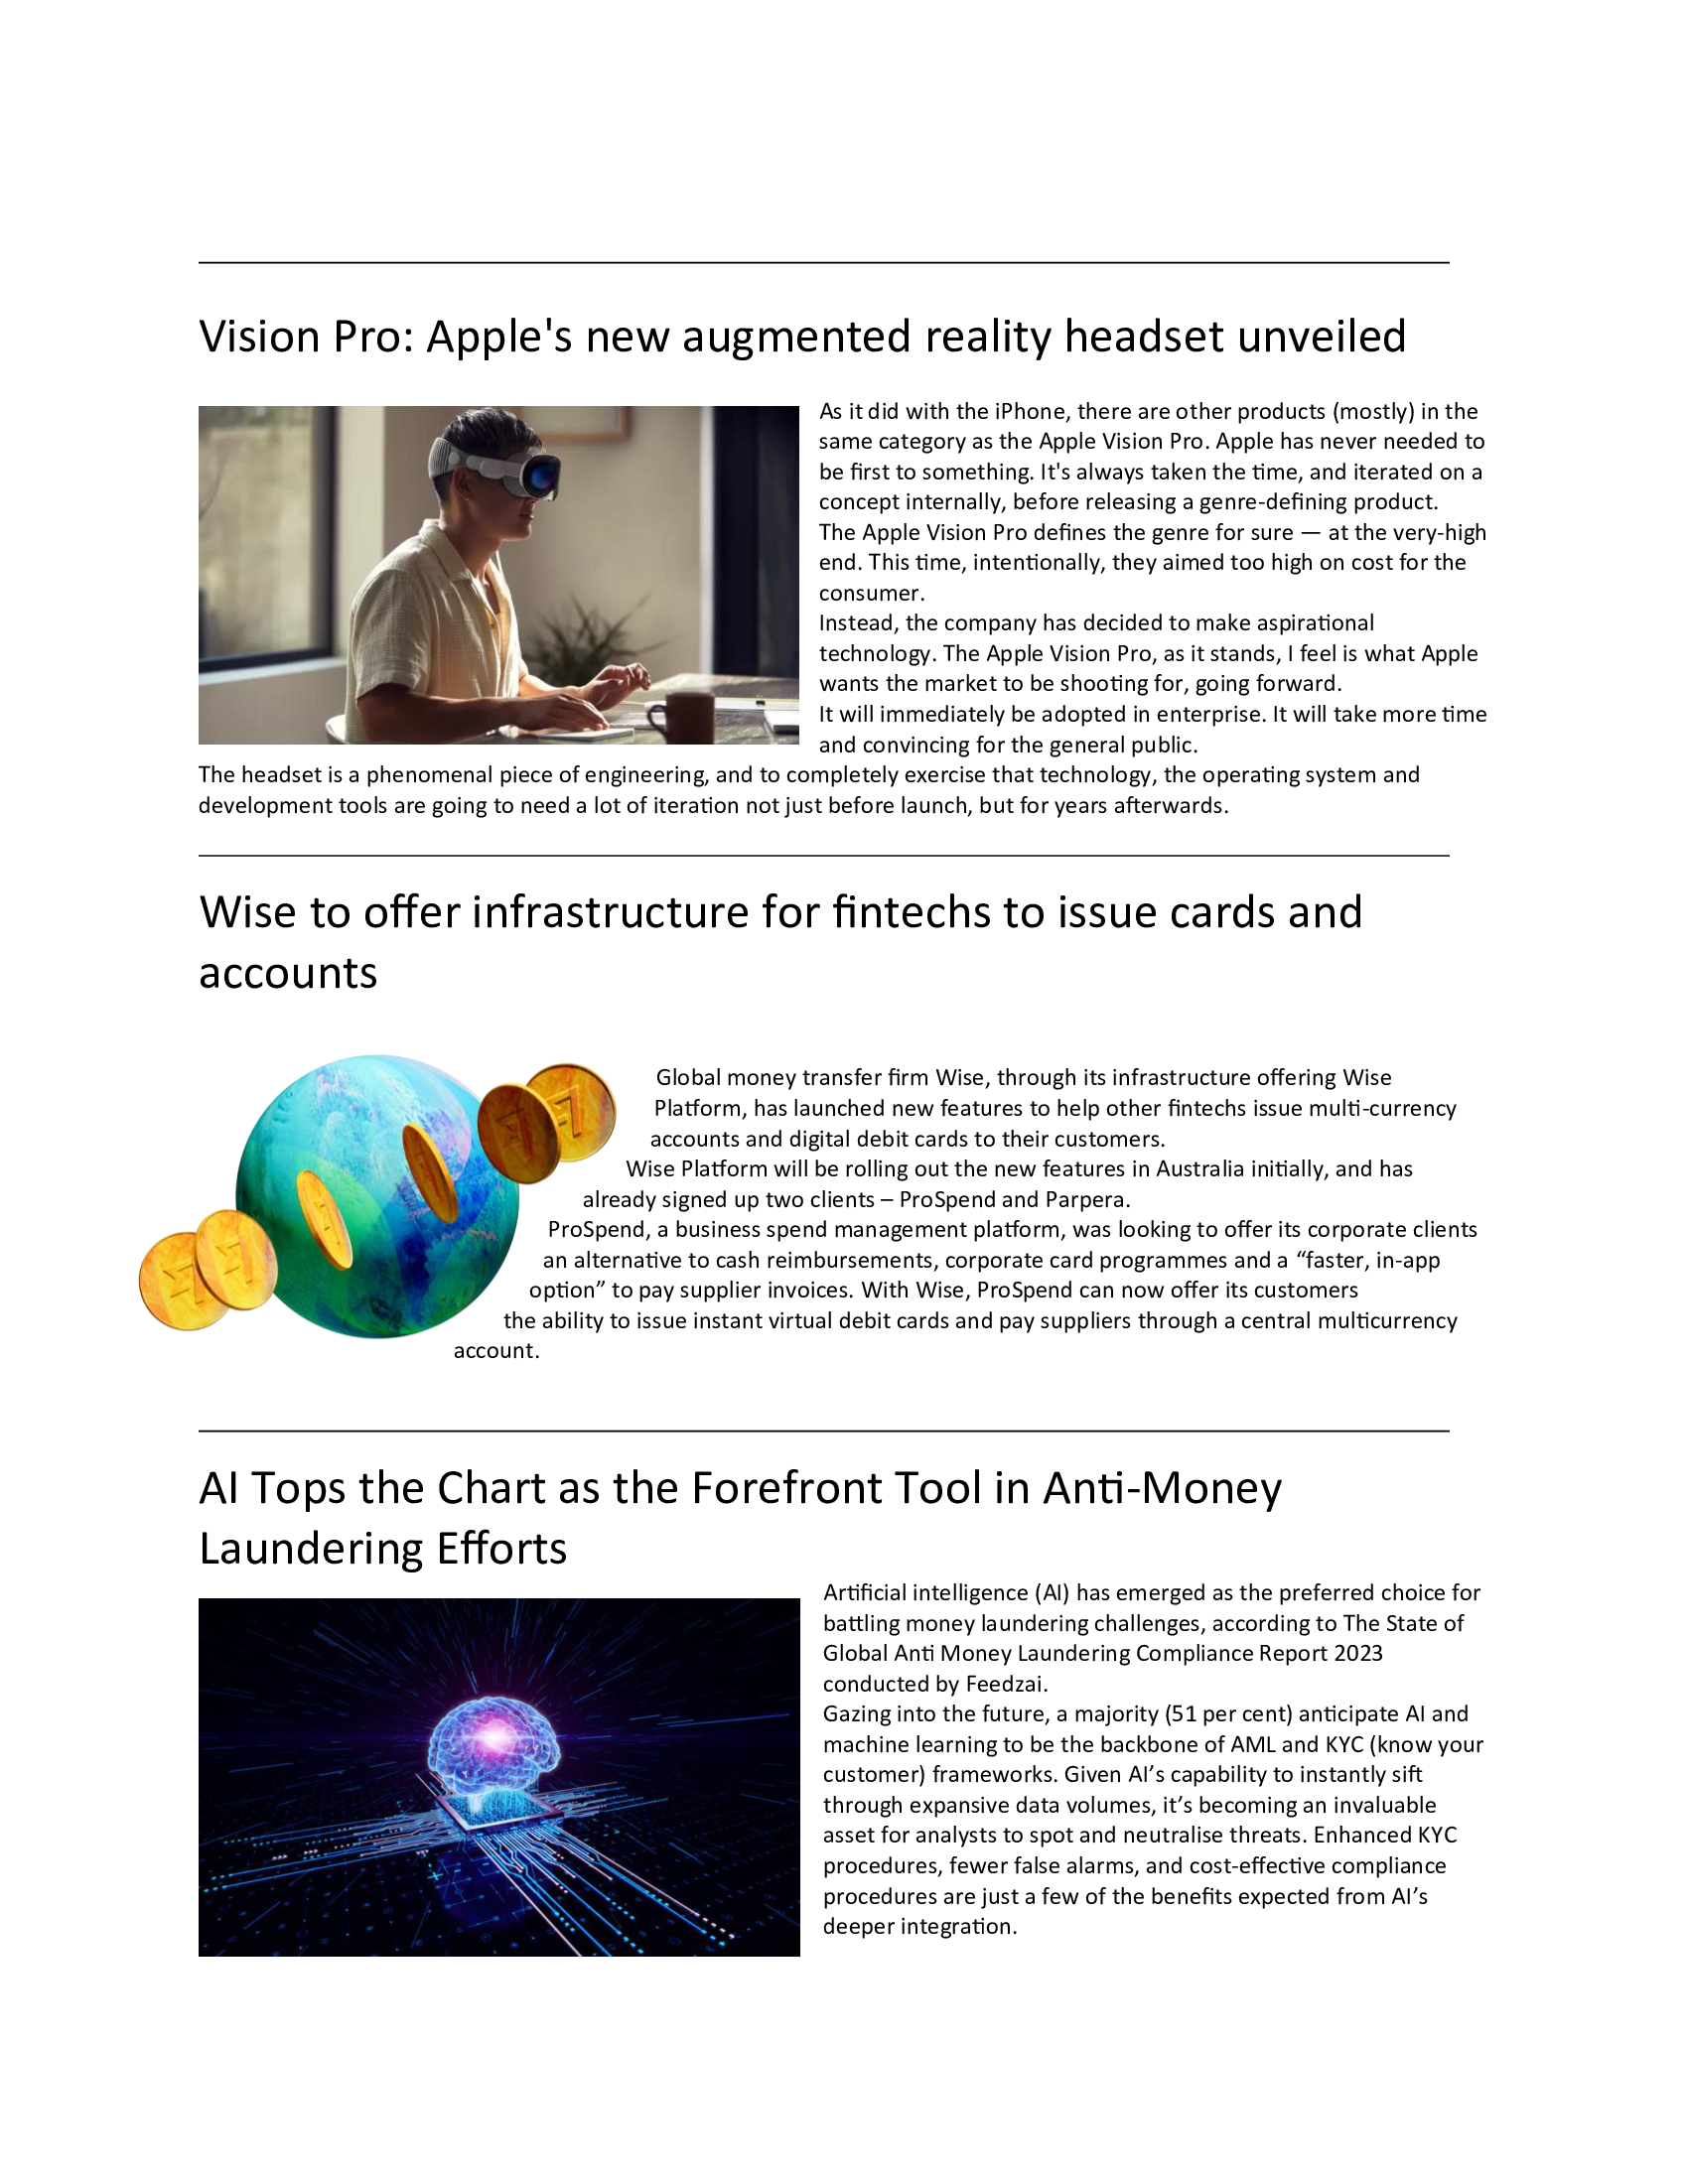 Vision Pro: Apple's new augmented reality headset unveiled
As it did with the iPhone, there are other products (mostly) in the
same category as the Apple Vision Pro. Apple has never needed to
be first to something. It's always taken the time, and iterated on a
concept internally, before releasing a genre-defining product.
The Apple Vision Pro defines the genre for sure — at the very-high
end. This time, intentionally, they aimed too high on cost for the
consumer.
Instead, the company has decided to make aspirational
technology. The Apple Vision Pro, as it stands, I feel is what Apple
wants the market to be shooting for, going forward.
It will immediately be adopted in enterprise. It will take more time
and convincing for the general public.
The headset is a phenomenal piece of engineering, and to completely exercise that technology, the operating system and
development tools are going to need a lot of iteration not just before launch, but for years afterwards.
Wise to offer infrastructure for fintechs to issue cards and
accounts
Global money transfer firm Wise, through its infrastructure offering Wise
Platform, has launched new features to help other fintechs issue multi-currency
accounts and digital debit cards to their customers.
Wise Platform will be rolling out the new features in Australia initially, and has
already signed up two clients – ProSpend and Parpera.
ProSpend, a business spend management platform, was looking to offer its corporate clients
an alternative to cash reimbursements, corporate card programmes and a “faster, in-app
option” to pay supplier invoices. With Wise, ProSpend can now offer its customers
the ability to issue instant virtual debit cards and pay suppliers through a central multicurrency
account.
AI Tops the Chart as the Forefront Tool in Anti-Money
Laundering Efforts
Artificial intelligence (AI) has emerged as the preferred choice for
battling money laundering challenges, according to The State of
Global Anti Money Laundering Compliance Report 2023
conducted by Feedzai.
Gazing into the future, a majority (51 per cent) anticipate AI and
machine learning to be the backbone of AML and KYC (know your
customer) frameworks. Given AI’s capability to instantly sift
through expansive data volumes, it’s becoming an invaluable
asset for analysts to spot and neutralise threats. Enhanced KYC
procedures, fewer false alarms, and cost-effective compliance
procedures are just a few of the benefits expected from AI’s
deeper integration.